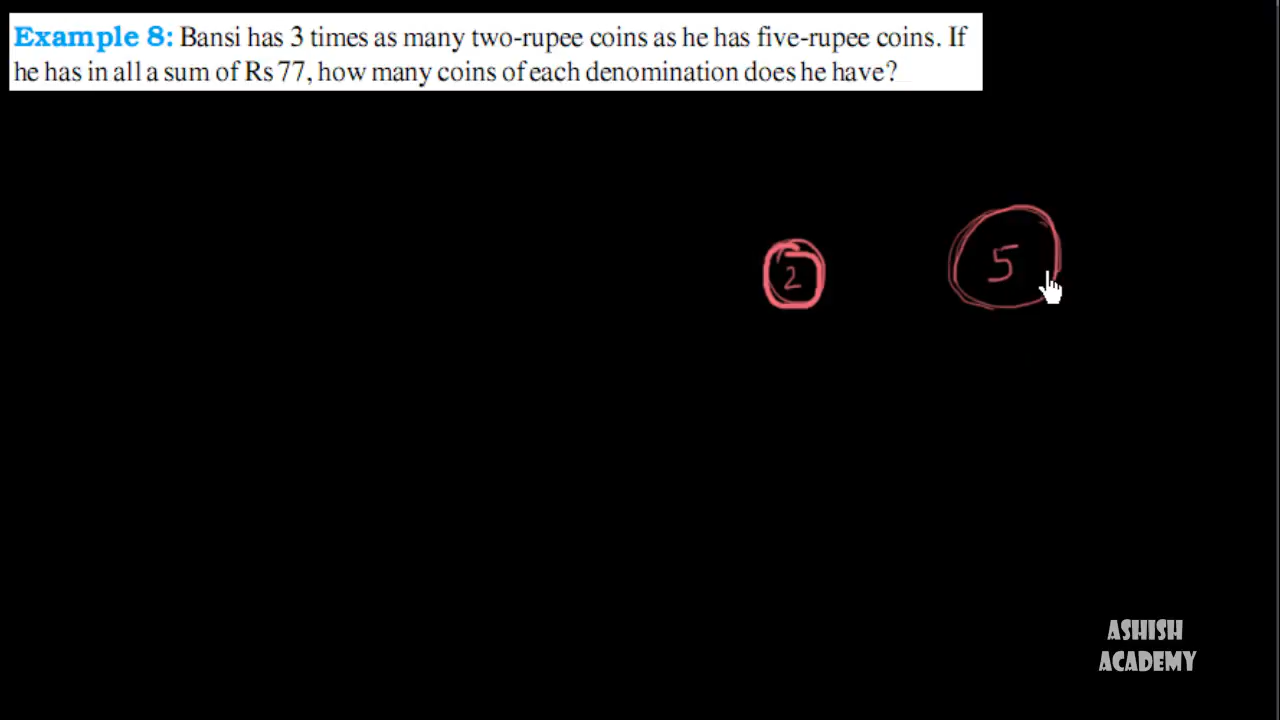 Example 8: Bansi has 3 times as many two-rupee coins as he has five-rupee coins. If
he has in all a sum of Rs 77, how many coins of each denomination does he have?
2 5
ASHISH
ACADEMY